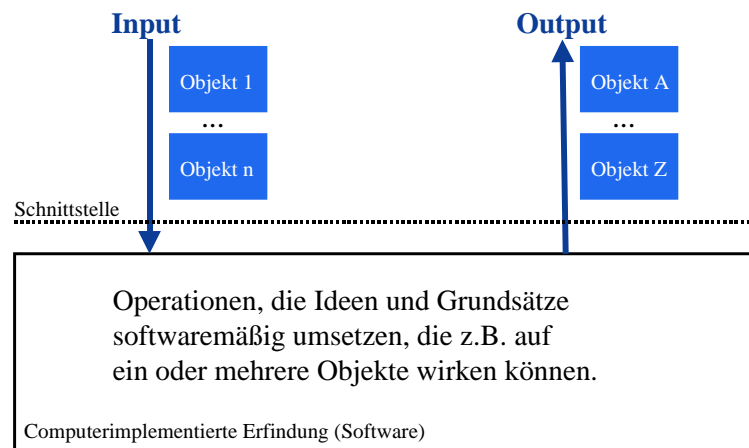 Input
Output
Objekt 1
Objekt A
...
...
Objekt n
Objekt Z
Schnittstelle
Operationen, die Ideen und Grundsätze
softwaremäßig umsetzen, die z.B. auf
ein oder mehrere Objekte wirken können.
Computerimplementierte Erfindung (Software)